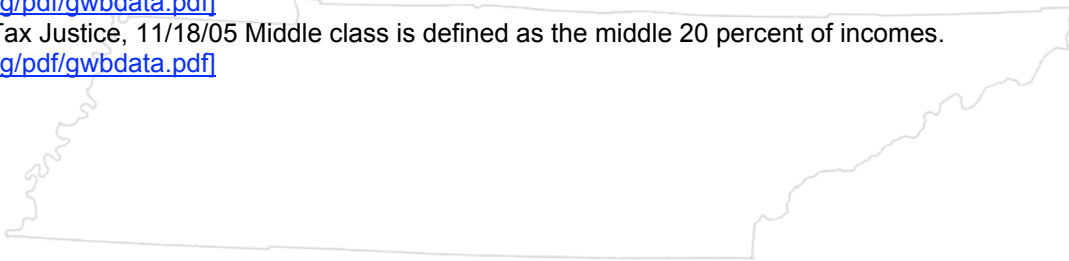 g/pdf/gwbdata.pdf]
Tax Justice, 11/18/05 Middle class is defined as the middle 20 percent of incomes.
g/pdf/gwbdata.pdf]